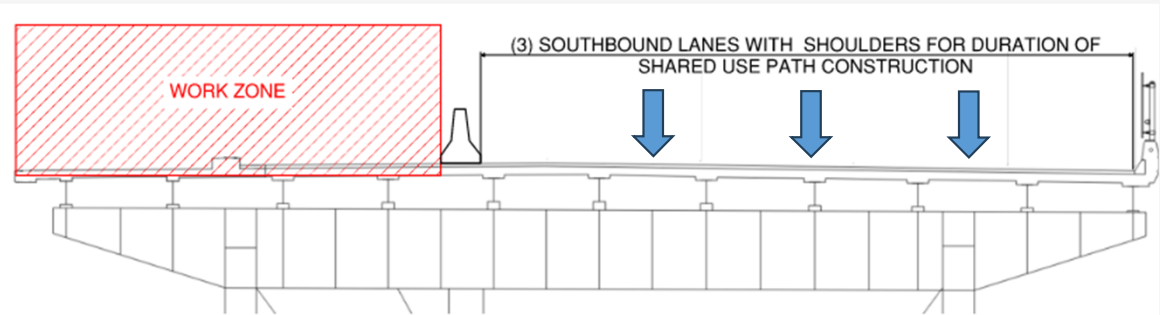 (3) SOUTHBOUND LANES WITH SHOULDERS FOR DURATION OF
SHARED USE PATH CONSTRUCTION
WORK ZONE